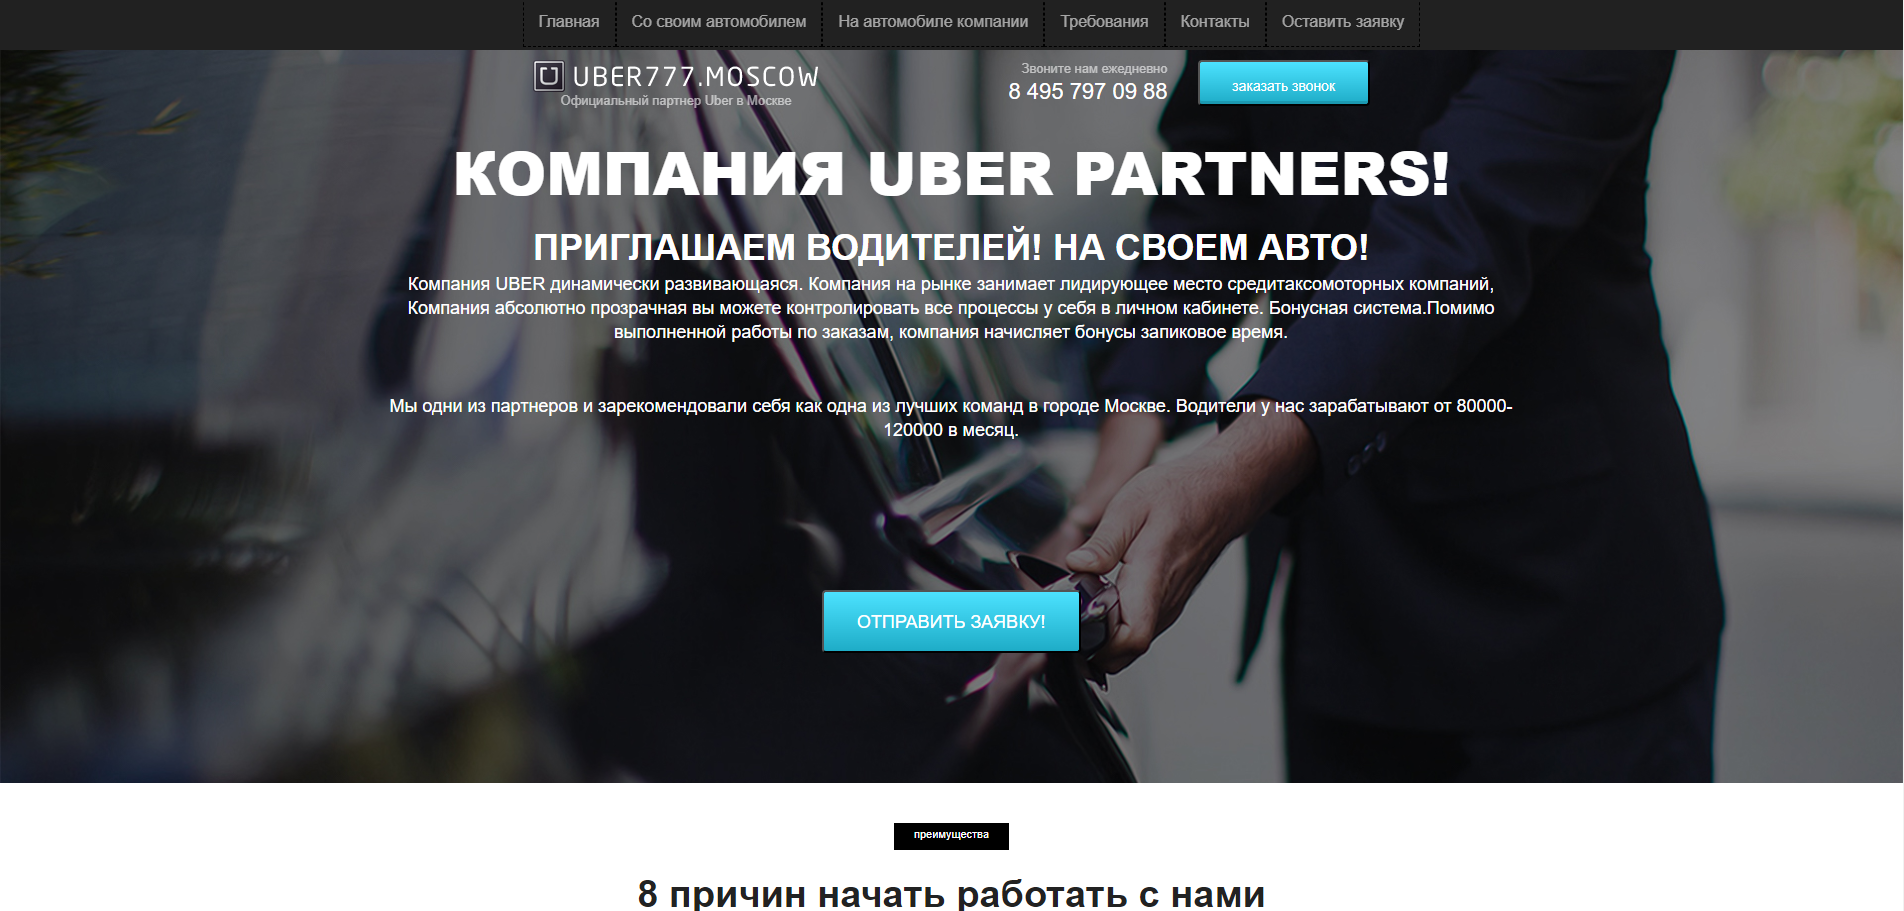 Главная
Со своим автомобилем
На автомобиле компании
Требования
Контакты
Оставить заявку
UBER777.MOSCOW
Официальный партнер Uber в Москве
Звоните нам ежедневно
8 495 797 09 88
заказать звонок
КОМПАНИЯ UBER PARTNERS!
ПРИГЛАШАЕМ ВОДИТЕЛЕЙ! НА СВОЕМ АВТО!
Компания UBER динамически развивающаяся. Компания на рынке занимает лидирующее место средитаксомоторных компаний,
Компания абсолютно прозрачная вы можете контролировать все процессы у себя в личном кабинете. Бонусная система.Помимо
выполненной работы по заказам, компания начисляет бонусы запиковое время.
Мы одни из партнеров и зарекомендовали себя как одна из лучших команд в городе Москве. Водители у нас зарабатывают от 80000-
120000 в месяц.
ОТПРАВИТЬ ЗАЯВКУ!
преимущества
8 причин начать работать с нами